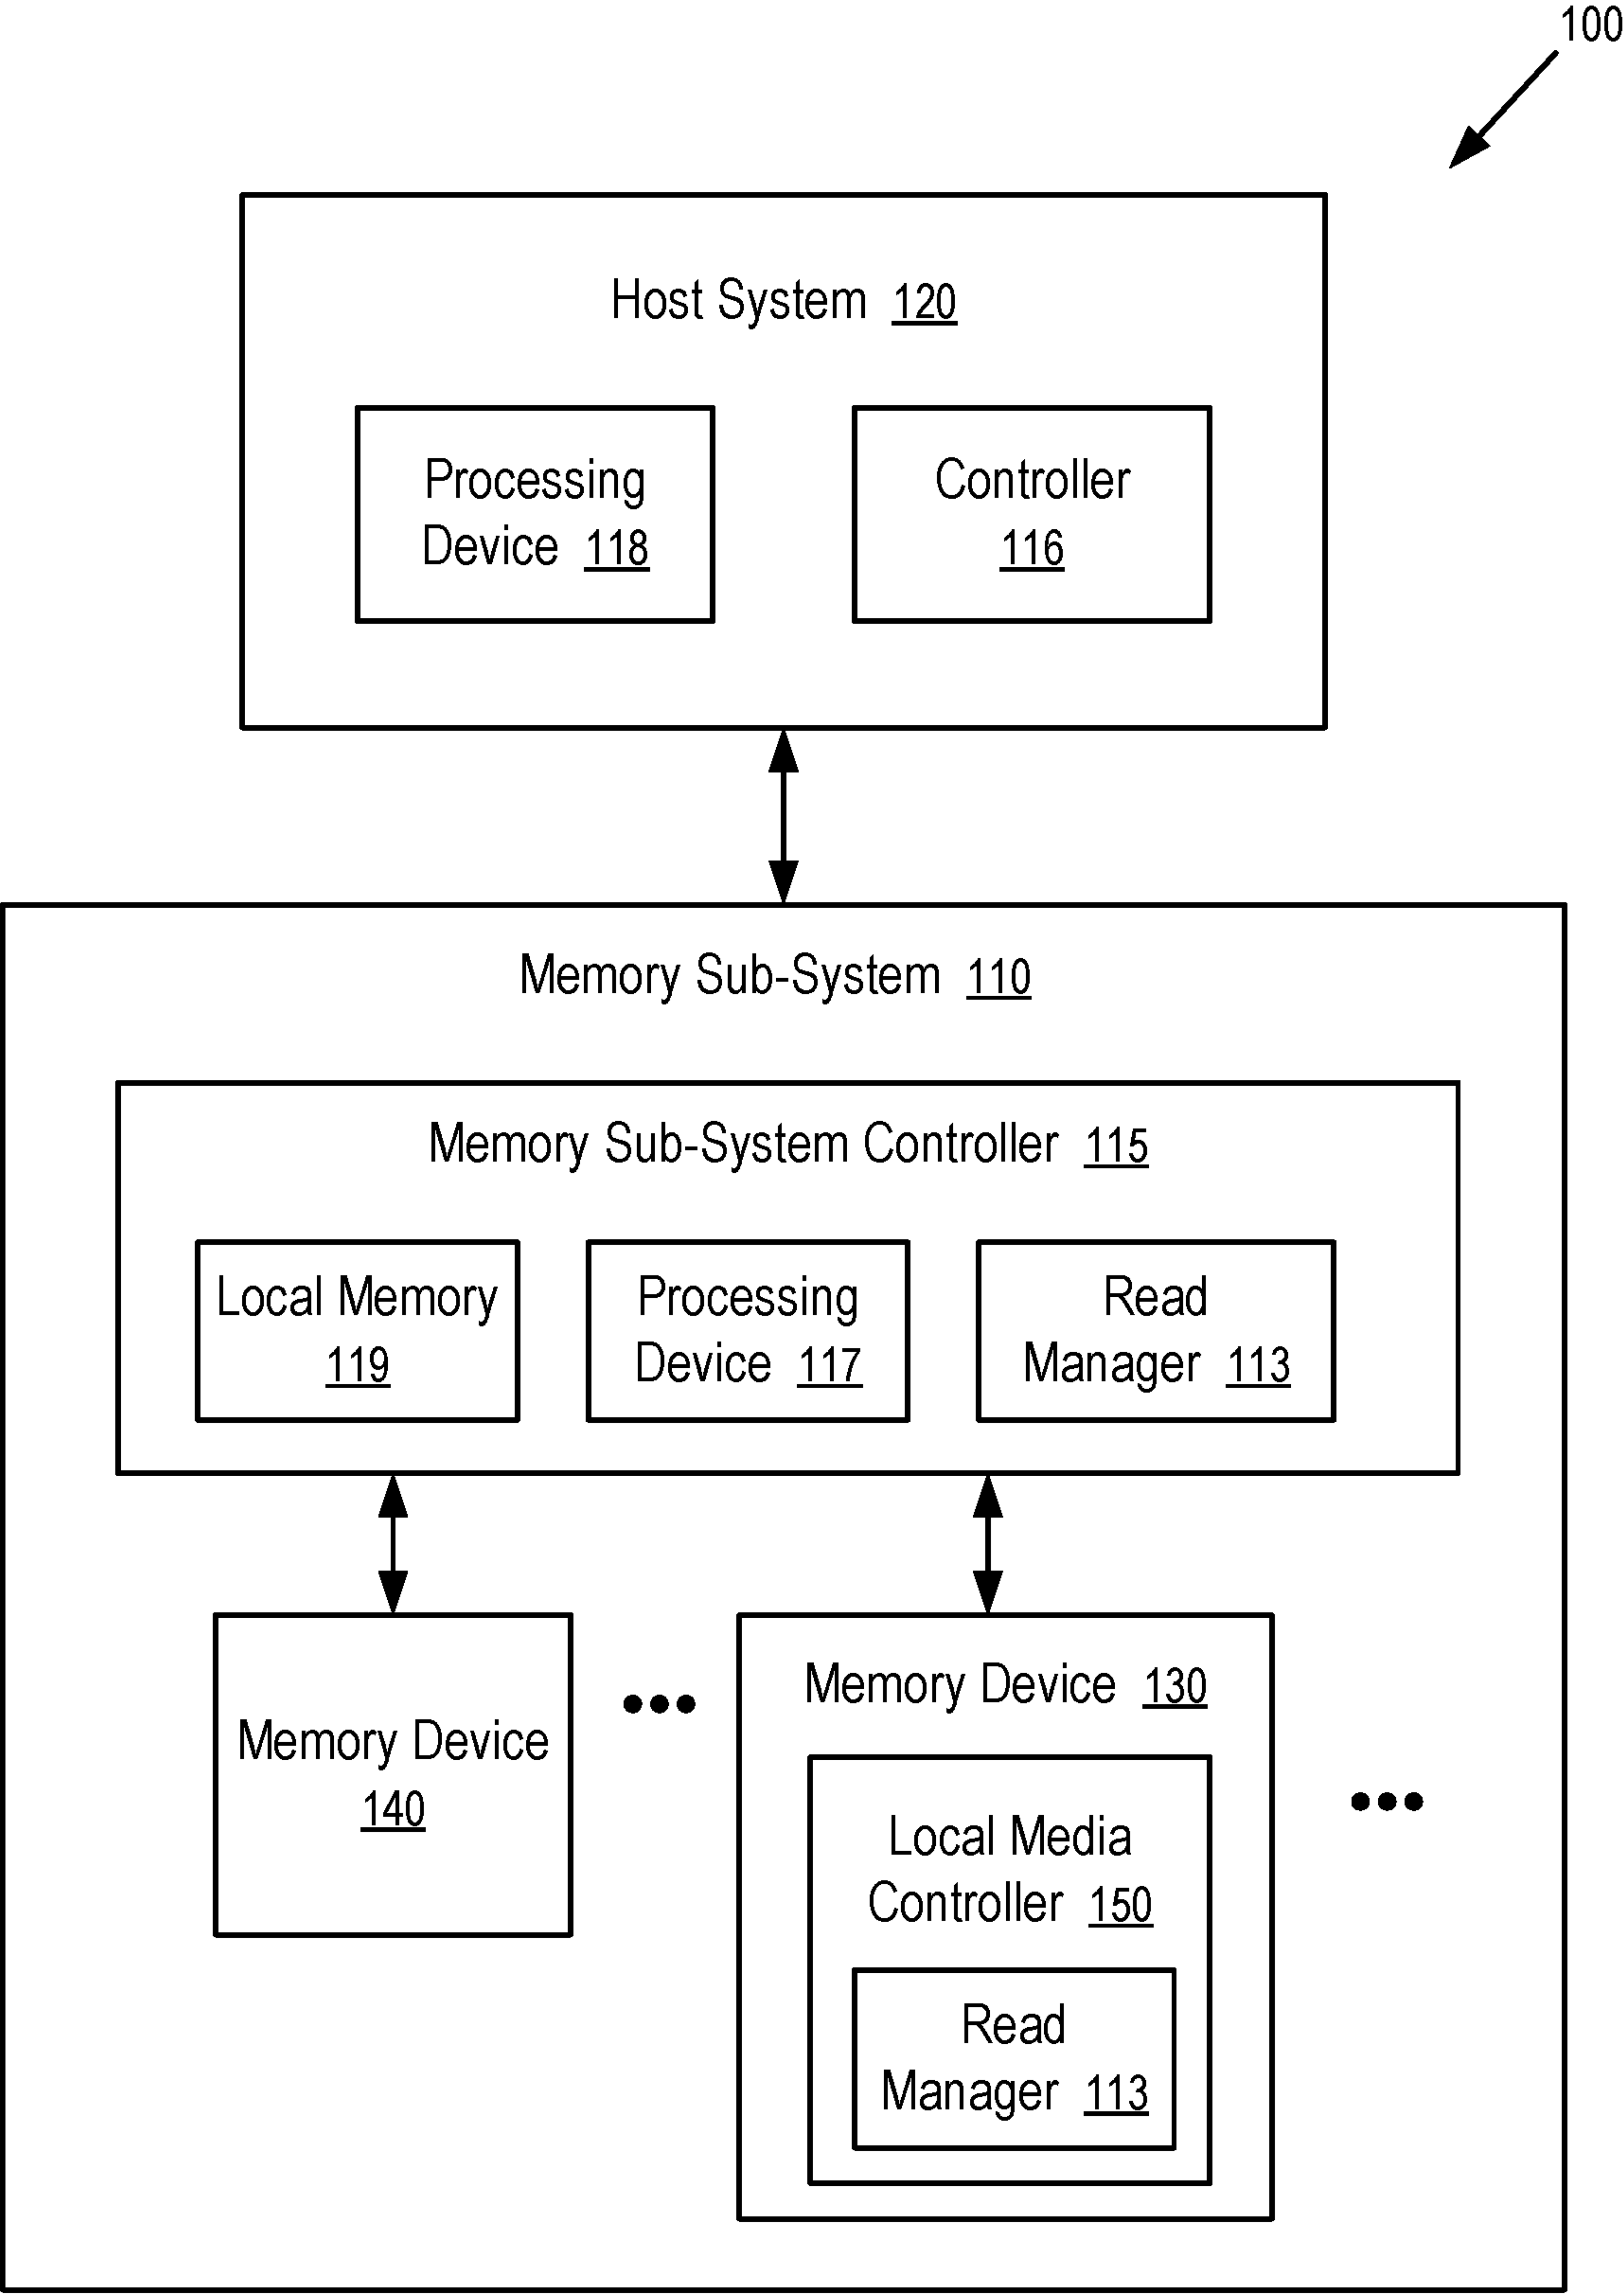 100
Host System 120
Processing
Device 118
Controller
116
Memory Sub-System 110
Memory Sub-System Controller 115
Local Memory
119
Processing
Device 117
Read
Manager 113
Memory Device
140
Memory Device 130
Local Media
Controller 150
Read
Manager 113